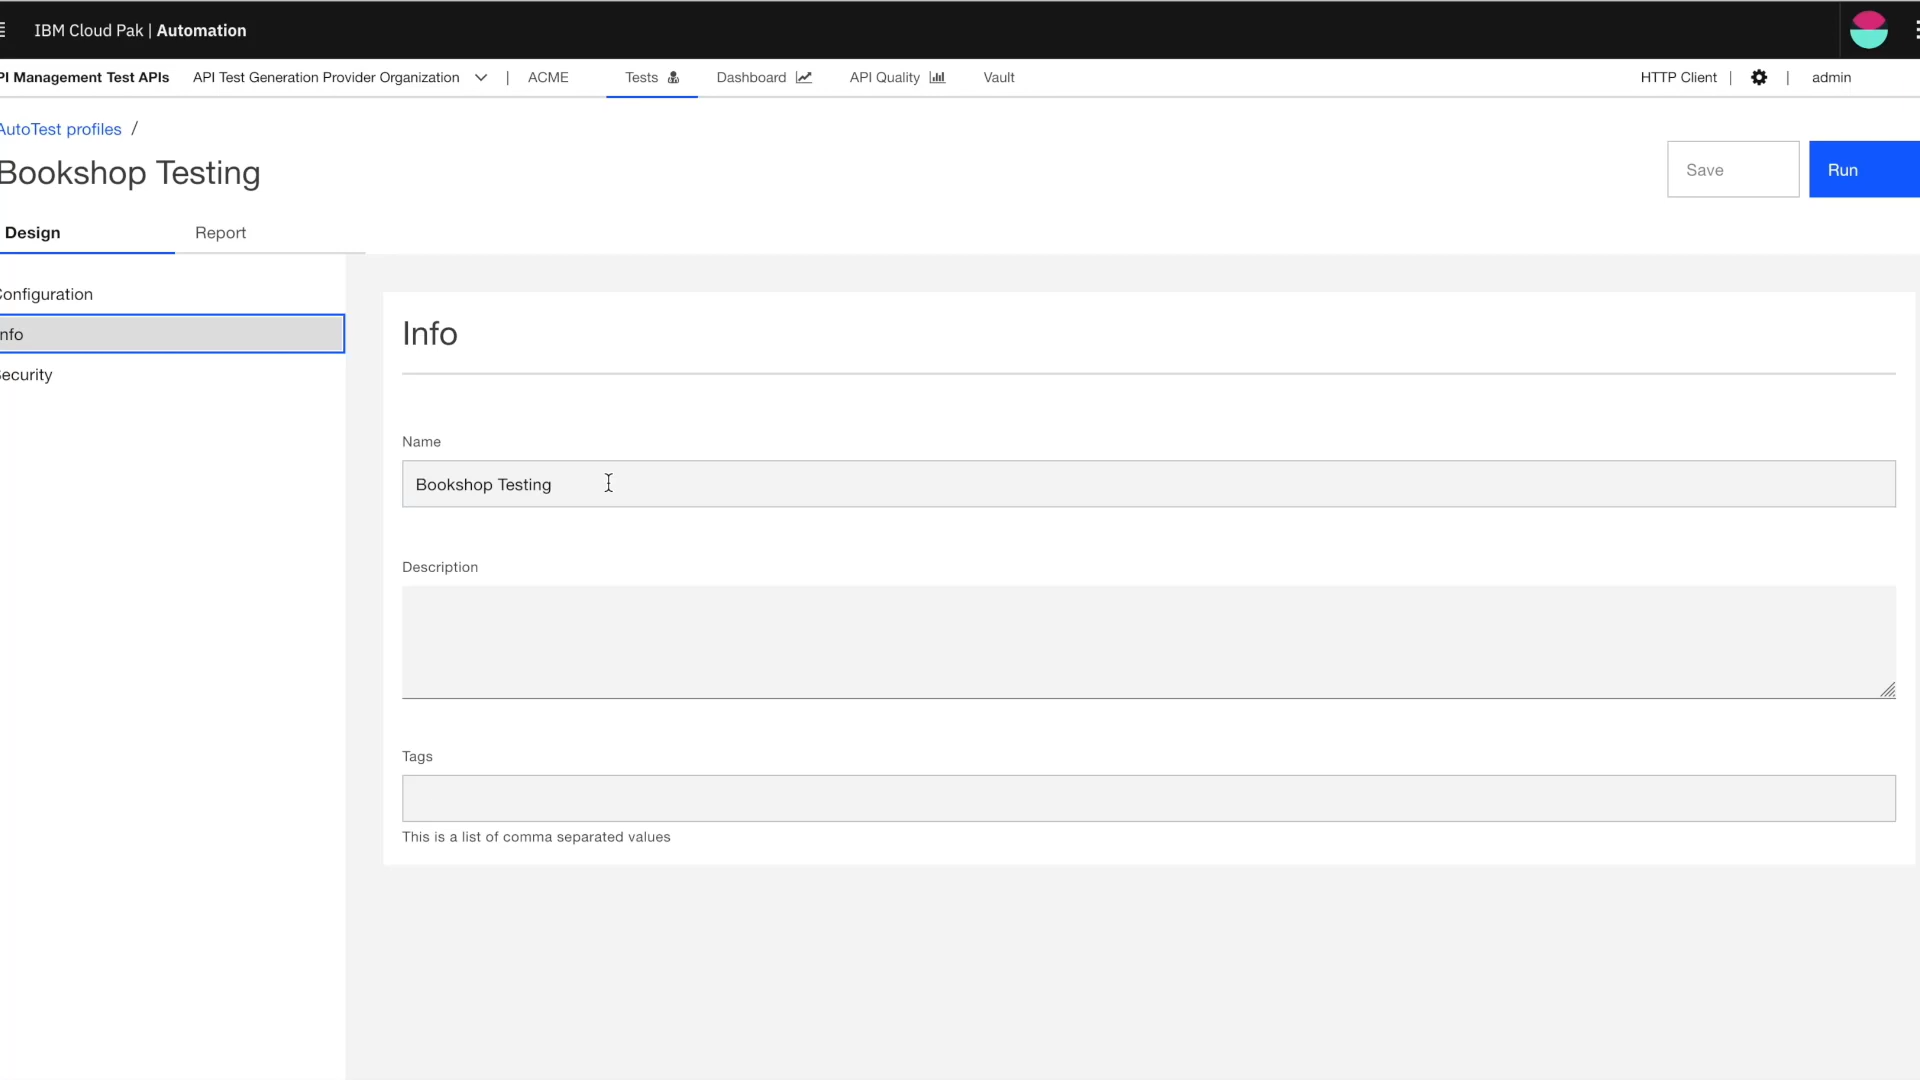 IBM Cloud Pak | Automation
PI Management Test APIs API Test Generation Provider Organization | ACME Tests Dashboard API Quality Vault HTTP Client | | admin
AutoTest profiles /
Bookshop Testing
Save Run
Design Report
Configuration
nfo
ecurity
Info
Name
Bookshop Testing
Description
Tags
This is a list of comma separated values